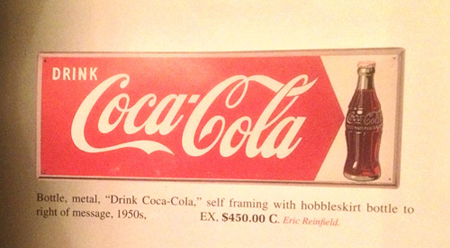 DRINK
Coca-Cola
Coca-Cola
Bottle, metal, "Drink Coca-Cola," self framing with hobbleskirt bottle to
right of message, 1950s, EX. $450.00 C. Eric Reinfield.